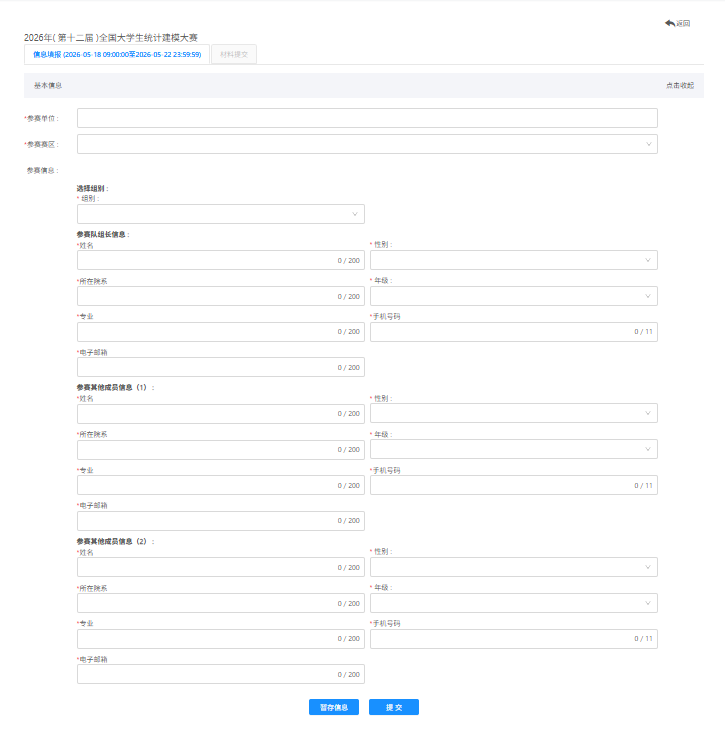 返回
2026年( 第十二届 )全国大学生统计建模大赛
信息填报 (2026-05-18 09:00:00至2026-05-22 23:59:59) 材料提交
基本信息 点击收起
*参赛单位：
*参赛赛区：
参赛信息：
选择组别：
* 组别：
参赛队组长信息：
*姓名 * 性别：
0 / 200
*所在院系 * 年级：
0 / 200
*专业 *手机号码
0 / 200 0 / 11
*电子邮箱
0 / 200
参赛其他成员信息（1）：
*姓名 * 性别：
0 / 200
*所在院系 * 年级：
0 / 200
*专业 *手机号码
0 / 200 0 / 11
*电子邮箱
0 / 200
参赛其他成员信息（2）：
*姓名 * 性别：
0 / 200
*所在院系 * 年级：
0 / 200
*专业 *手机号码
0 / 200 0 / 11
*电子邮箱
0 / 200
暂存信息 提 交